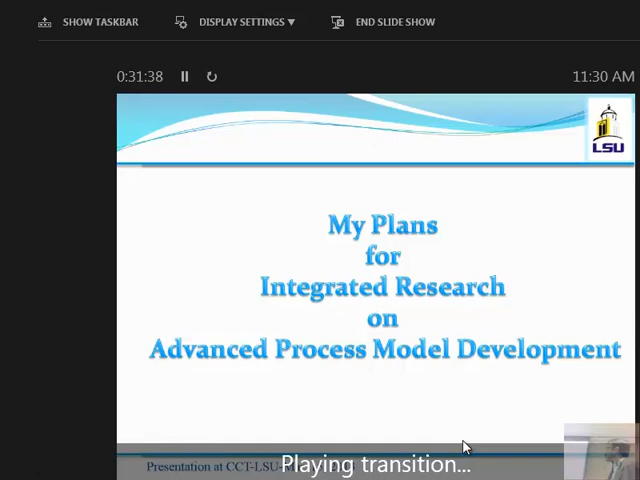 SHOW TASKBAR
DISPLAY SETTINGS ▼
END SLIDE SHOW
0:31:38
11:30 AM
LSU
My Plans
for
Integrated Research
on
Advanced Process Model Development
Presentation at CCT-LSU-
Playing transition...